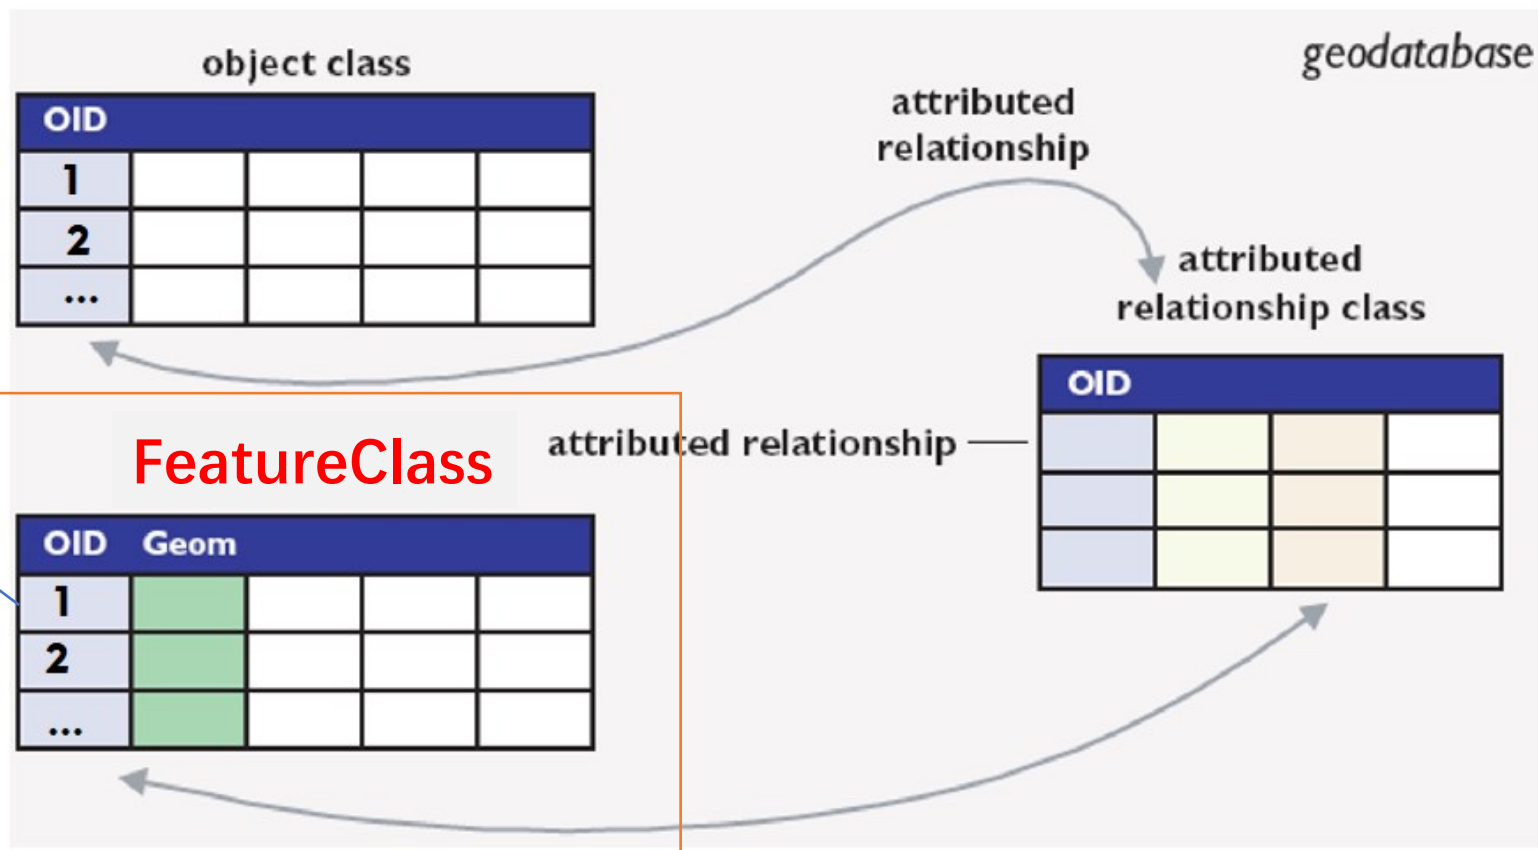 geodatabase
object class
OID
1
2
...
attributed
relationship
attributed
relationship class
OID
attributed relationship
FeatureClass
OID Geom
1
2
...